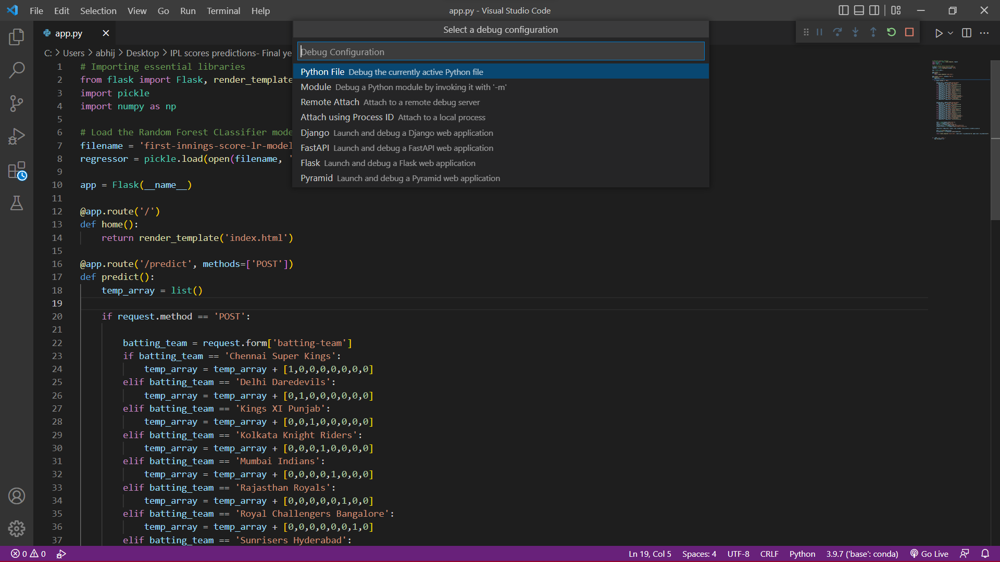 File Edit Selection View Go Run Terminal Help
app.py - Visual Studio Code
app.py
Select a debug configuration
Debug Configuration
Python File Debug the currently active Python file
Module Debug a Python module by invoking it with '-m'
Remote Attach Attach to a remote debug server
Attach using Process ID Attach to a local process
Django Launch and debug a Django web application
FastAPI Launch and debug a FastAPI web application
Flask Launch and debug a Flask web application
Pyramid Launch and debug a Pyramid web application
C: > Users > abhij > Desktop > IPL scores predictions- Final ye
1 # Importing essential libraries
2 from flask import Flask, render_template
3 import pickle
4 import numpy as np
5
6 # Load the Random Forest CLassifier mode
7 filename = 'first-innings-score-lr-model
8 regressor = pickle.load(open(filename, '
9
10 app = Flask(__name__)
11
12 @app.route('/')
13 def home():
14 return render_template('index.html')
15
16 @app.route('/predict', methods=['POST'])
17 def predict():
18 temp_array = list()
19
20 if request.method == 'POST':
21
22 batting_team = request.form['batting-team']
23 if batting_team == 'Chennai Super Kings':
24 temp_array = temp_array + [1,0,0,0,0,0,0,0]
25 elif batting_team == 'Delhi Daredevils':
26 temp_array = temp_array + [0,1,0,0,0,0,0,0]
27 elif batting_team == 'Kings XI Punjab':
28 temp_array = temp_array + [0,0,1,0,0,0,0,0]
29 elif batting_team == 'Kolkata Knight Riders':
30 temp_array = temp_array + [0,0,0,1,0,0,0,0]
31 elif batting_team == 'Mumbai Indians':
32 temp_array = temp_array + [0,0,0,0,1,0,0,0]
33 elif batting_team == 'Rajasthan Royals':
34 temp_array = temp_array + [0,0,0,0,0,1,0,0]
35 elif batting_team == 'Royal Challengers Bangalore':
36 temp_array = temp_array + [0,0,0,0,0,0,1,0]
37 elif batting_team == 'Sunrisers Hyderabad':
0 0
Ln 19, Col 5 Spaces: 4 UTF-8 CRLF Python 3.9.7 ('base': conda) Go Live